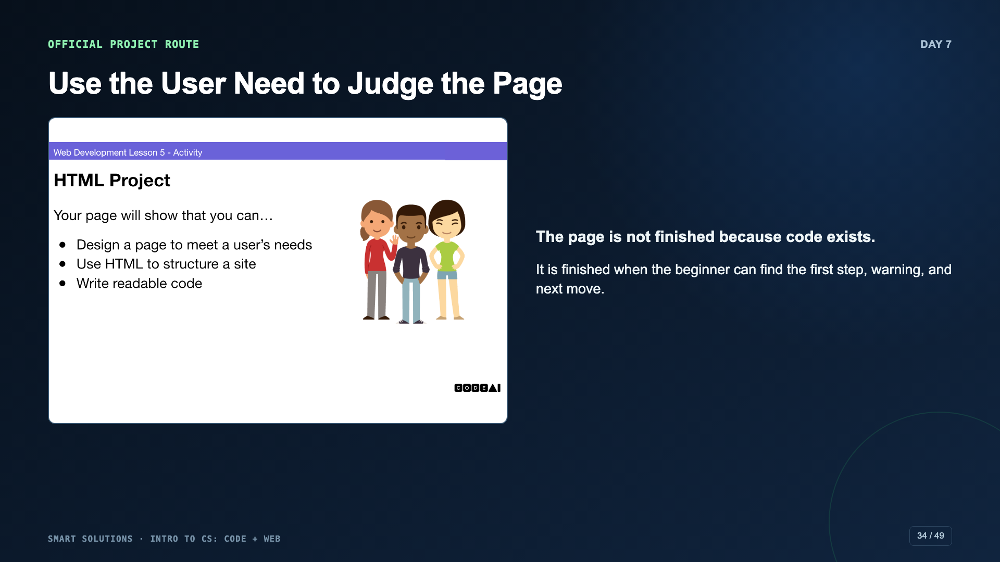 OFFICIAL PROJECT ROUTE
DAY 7
Use the User Need to Judge the Page
Web Development Lesson 5 - Activity
HTML Project
Your page will show that you can…
● Design a page to meet a user’s needs
● Use HTML to structure a site
● Write readable code
CODEAI
The page is not finished because code exists.
It is finished when the beginner can find the first step, warning, and
next move.
SMART SOLUTIONS · INTRO TO CS: CODE + WEB
34 / 49